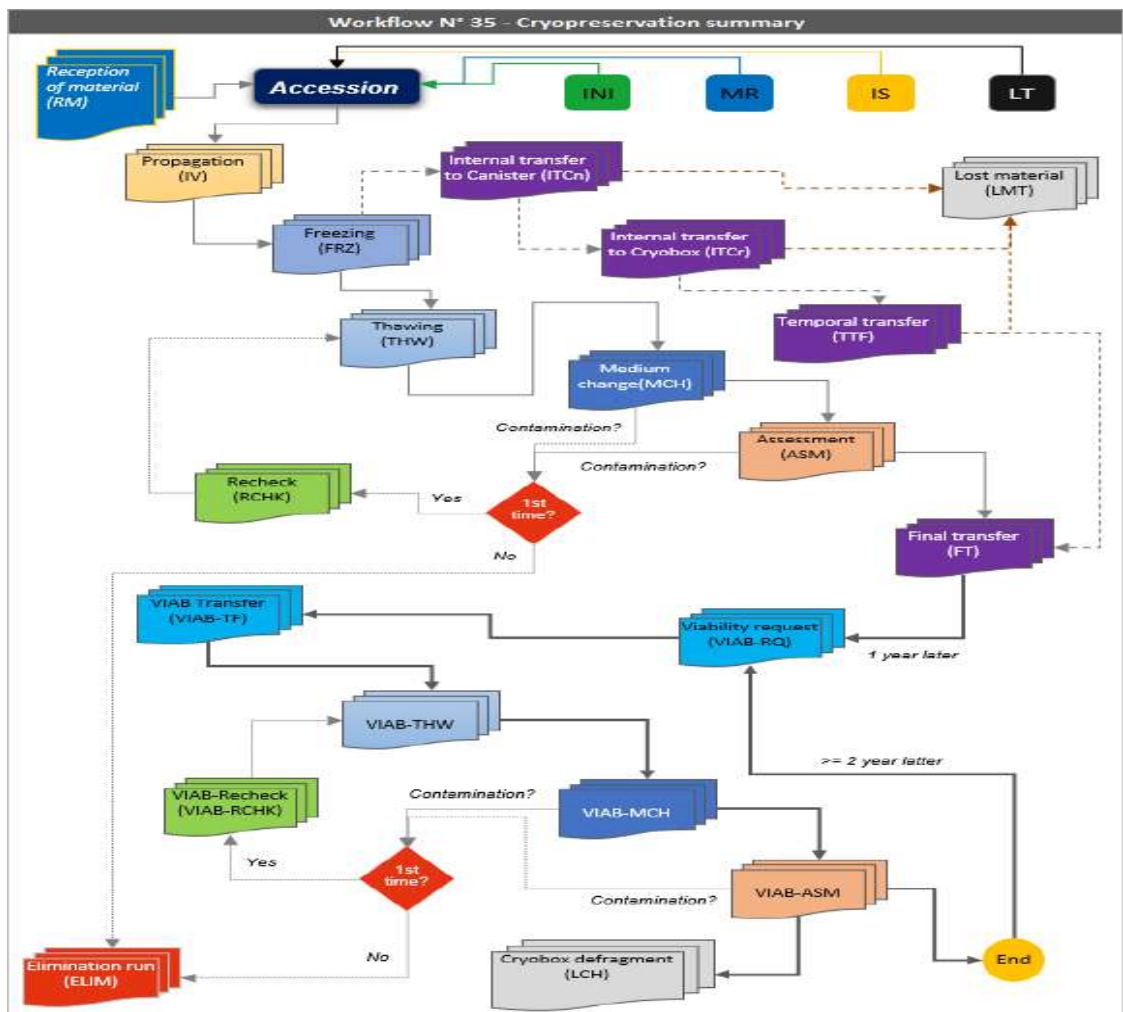 Workflow N° 35 - Cryopreservation summary
Reception
of material
(RM)
Accession
INI
MR
IS
LT
Propagation
(IV)
Internal transfer
to Canister (ITCn)
Lost material
(LMT)
Freezing
(FRZ)
Internal transfer
to Cryobox (ITCr)
Thawing
(THW)
Temporal transfer
(TTF)
Medium
change(MCH)
Contamination?
Assessment
(ASM)
Contamination?
Recheck
(RCHK)
Yes
1st
time?
No
Final transfer
(FT)
VIAB Transfer
(VIAB-TF)
Viability request
(VIAB-RQ)
1 year later
VIAB-THW
>= 2 year latter
VIAB-Recheck
(VIAB-RCHK)
Contamination?
VIAB-MCH
Yes
1st
time?
VIAB-ASM
Contamination?
No
Elimination run
(ELIM)
Cryobox defragment
(LCH)
End